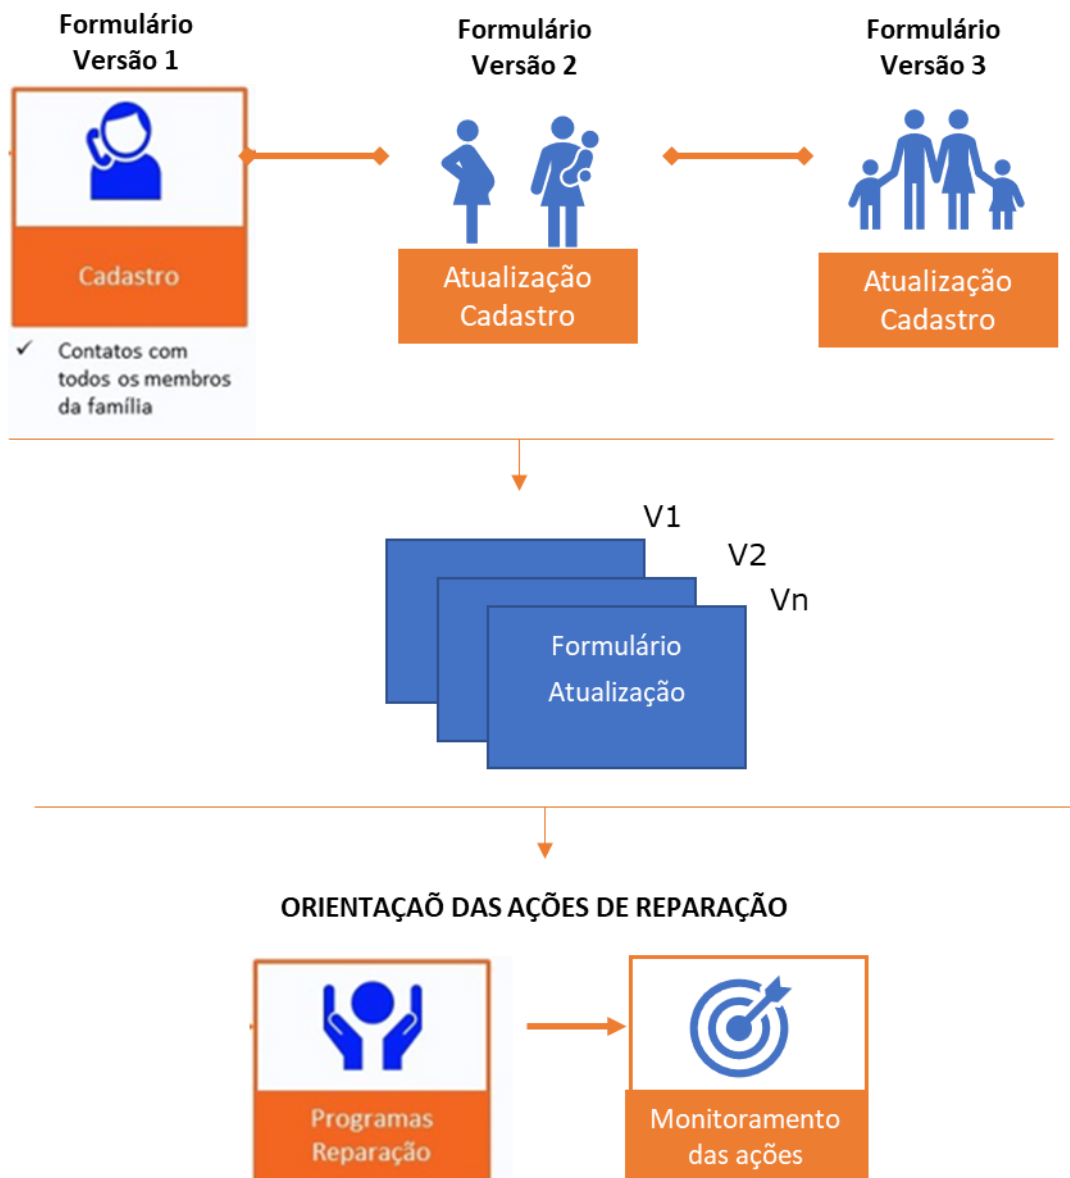 Formulário
Versão 1
Formulário
Versão 2
Formulário
Versão 3
Cadastro
Atualização
Cadastro
Atualização
Cadastro
✓ Contatos com
todos os membros
da família
V1
V2
Vn
Formulário
Atualização
ORIENTAÇAÕ DAS AÇÕES DE REPARAÇÃO
Programas
Reparação
Monitoramento
das ações